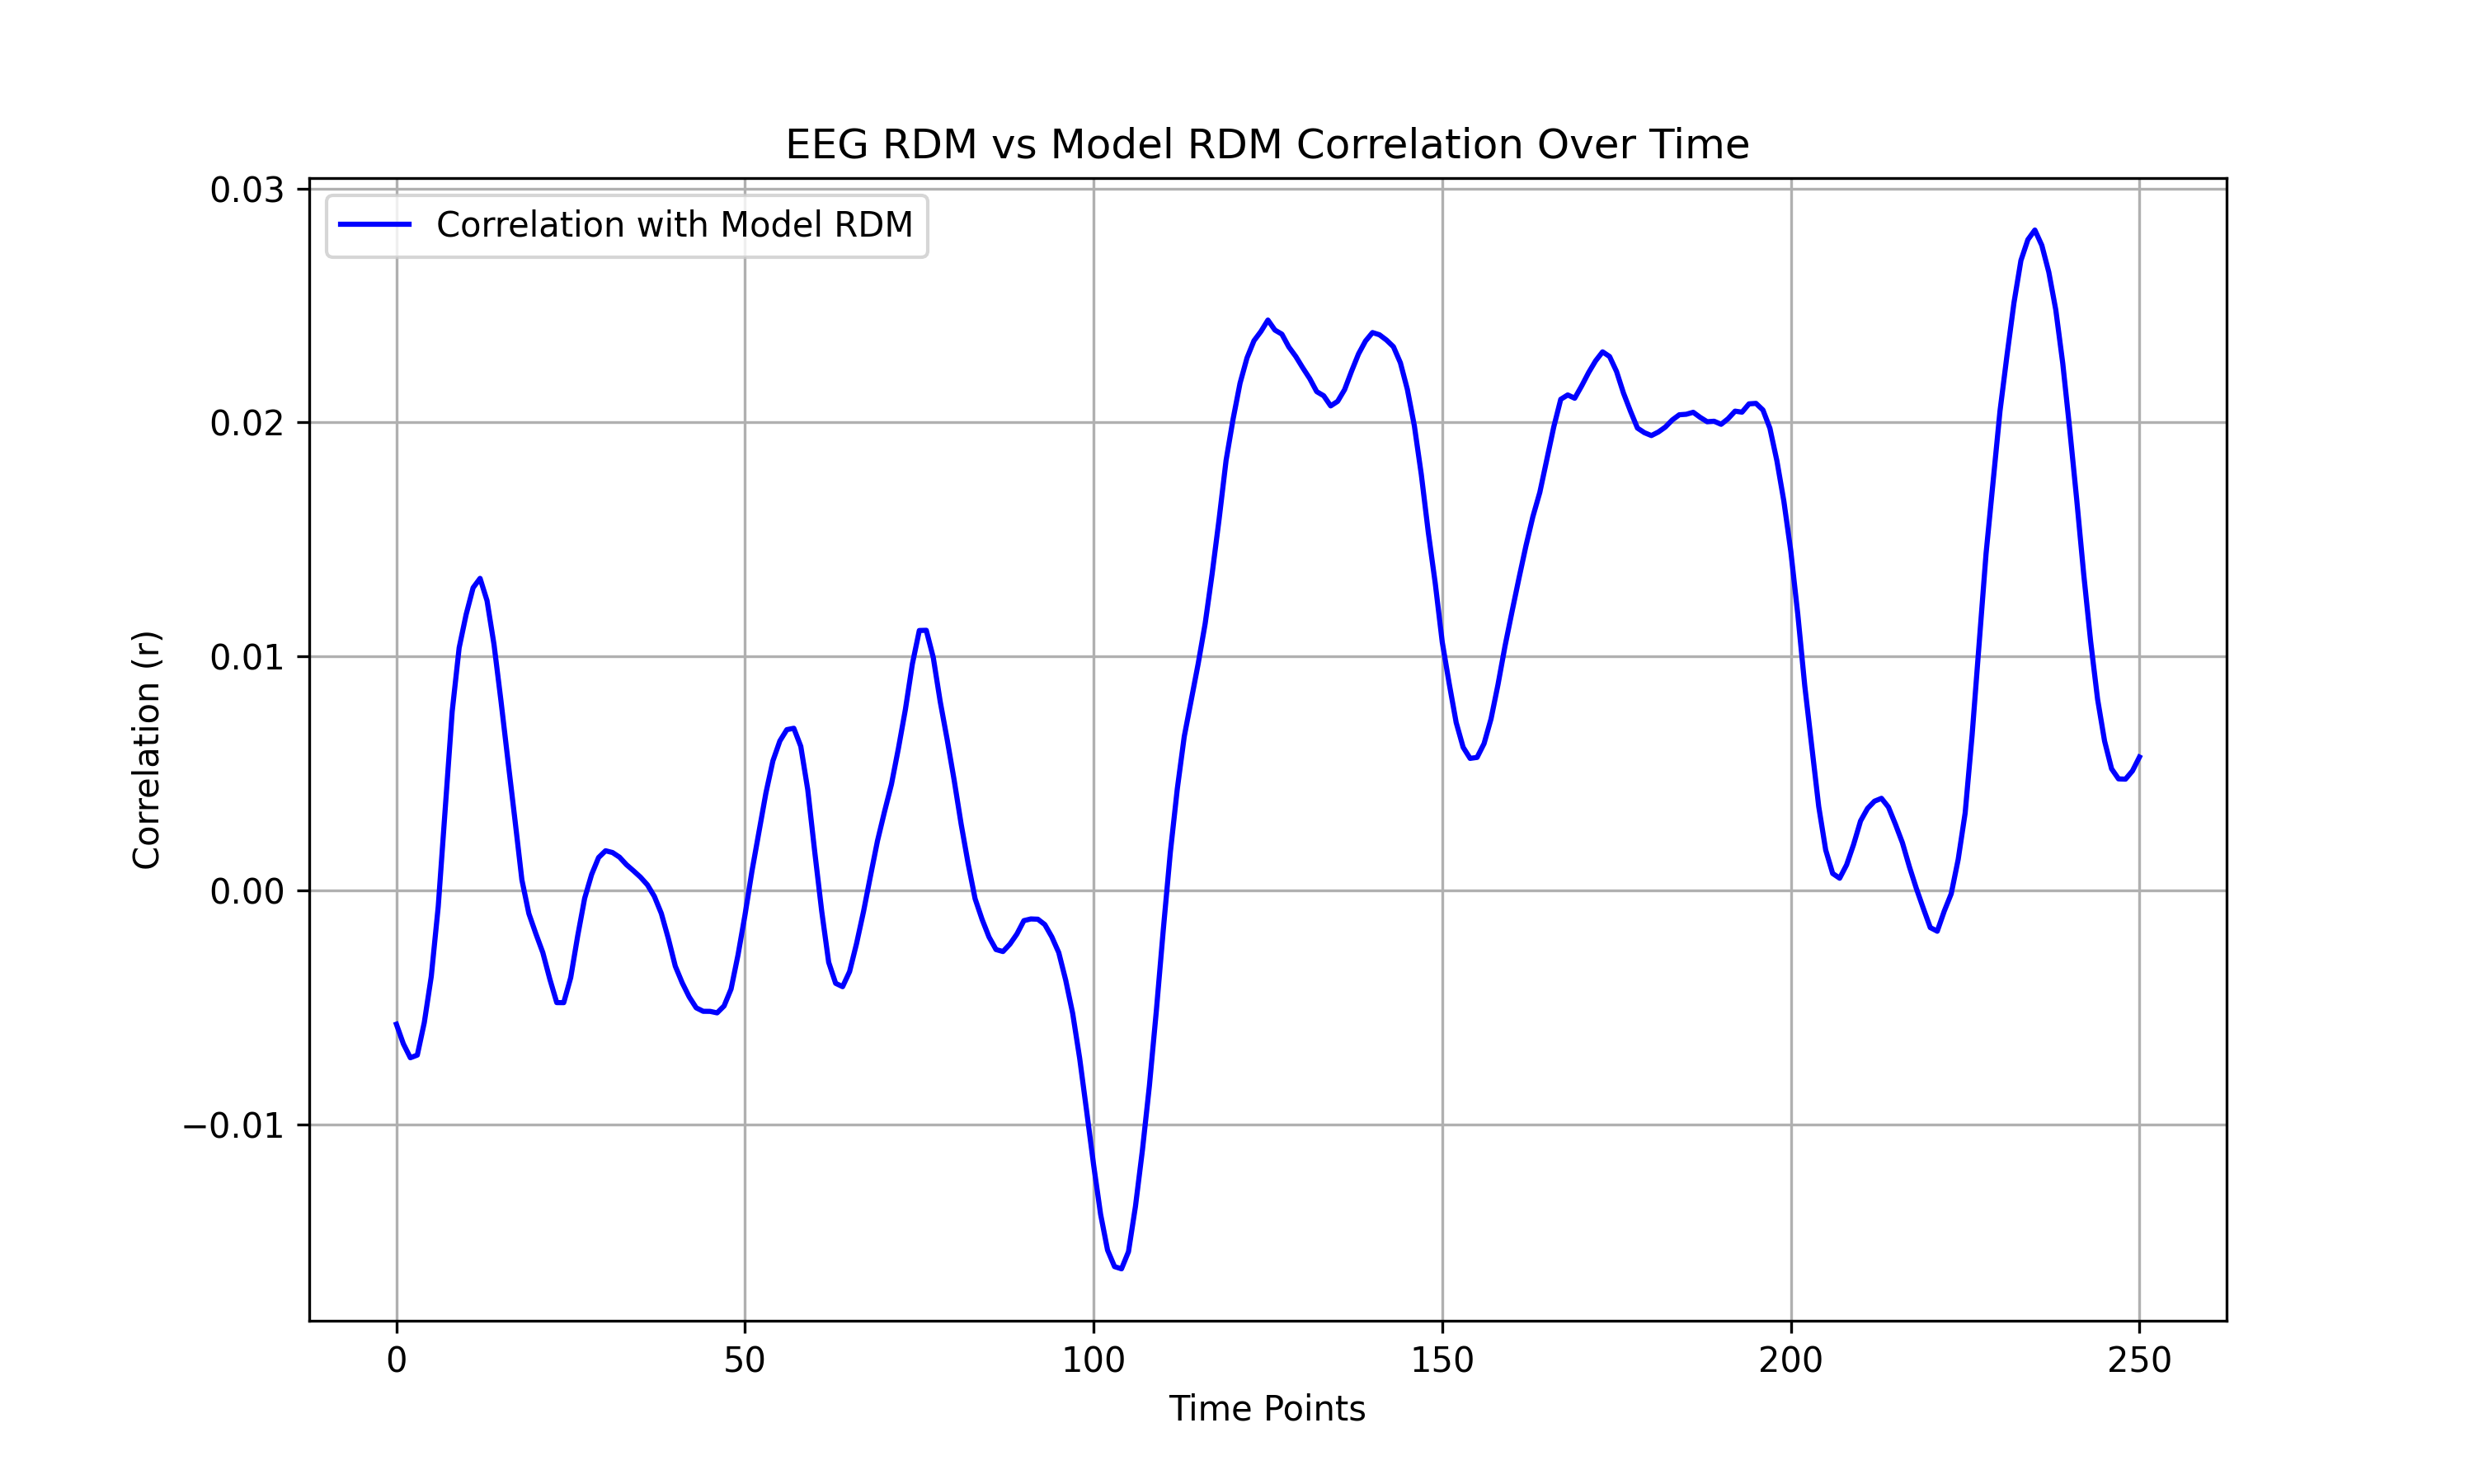 EEG RDM vs Model RDM Correlation Over Time
Correlation with Model RDM
0.03
0.02
0.01
0.00
−0.01
Correlation (r)
0 50 100 150 200 250
Time Points